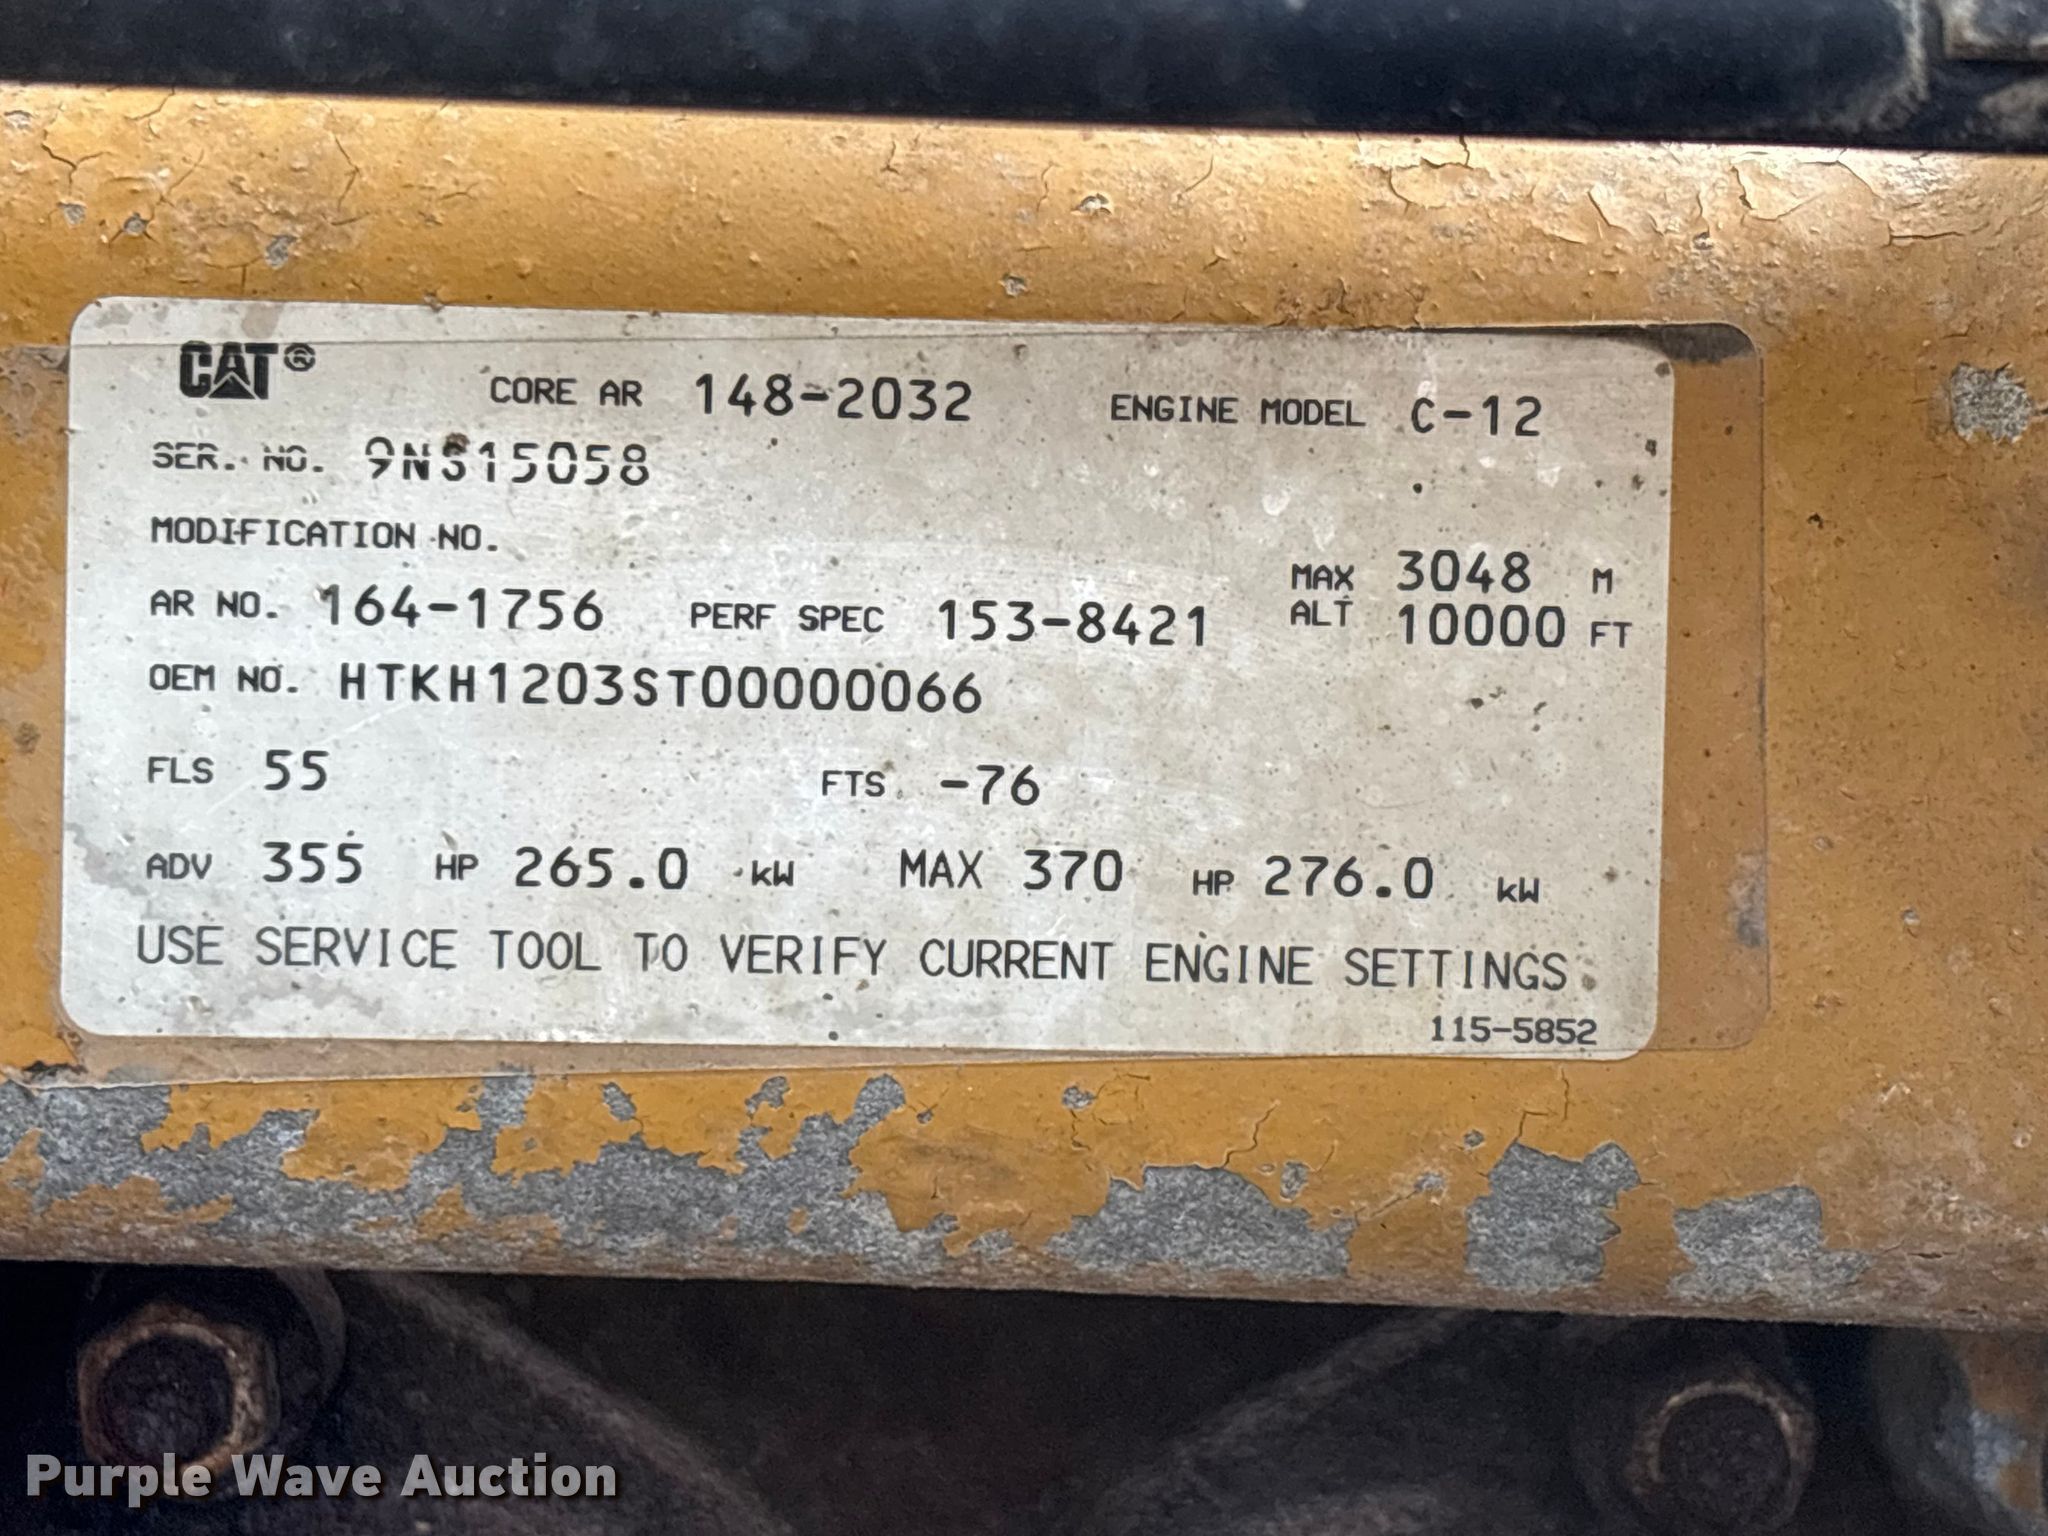 CAT® CORE AR 148-2032 ENGINE MODEL C-12
SER. NO. 9NS15058
MODIFICATION NO.
MAX 3048 M
AR NO. 164-1756 PERF SPEC 153-8421 ALT 10000 FT
OEM NO. HTKH1203ST00000066
FLS 55 FTS -76
ADV 355 HP 265.0 kW MAX 370 HP 276.0 kW
USE SERVICE TOOL TO VERIFY CURRENT ENGINE SETTINGS
115-5852
Purple Wave Auction